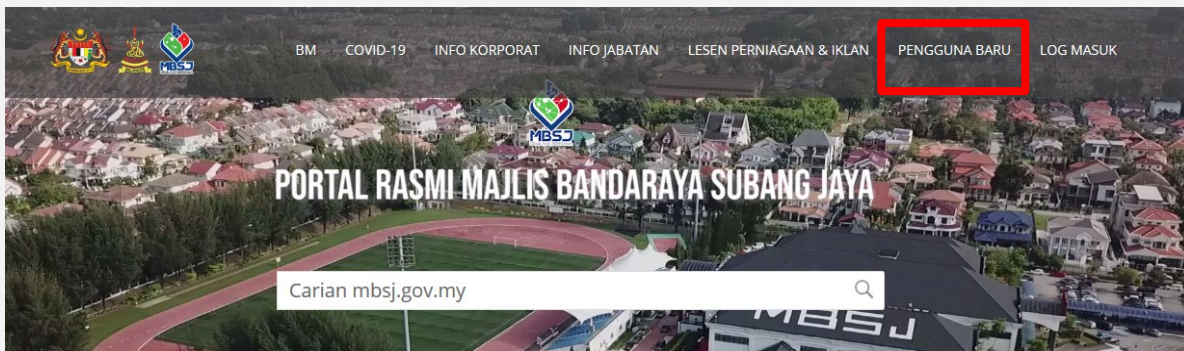 BM COVID-19 INFO KORPORAT INFO JABATAN LESEN PERNIAGAAN & IKLAN PENGGUNA BARU LOG MASUK
MBSJ
MBSJ
PORTAL RASMI MAJLIS BANDARAYA SUBANG JAYA
Carian mbsj.gov.my
MBSJ